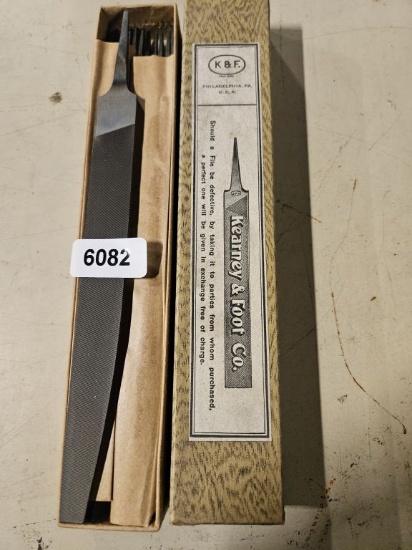 6082
K & F.
PHILADELPHIA, PA.
U. S. A.
Should a File be defective, by taking it to parties from whom purchased,
a perfect one will be given in exchange free of charge.
Kearney & Foot Co.